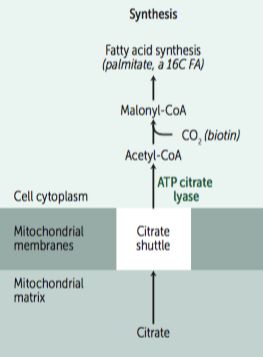 Synthesis
Fatty acid synthesis
(palmitate, a 16C FA)
Malonyl-CoA
CO₂ (biotin)
Acetyl-CoA
ATP citrate
lyase
Cell cytoplasm
Mitochondrial
membranes
Citrate
shuttle
Mitochondrial
matrix
Citrate